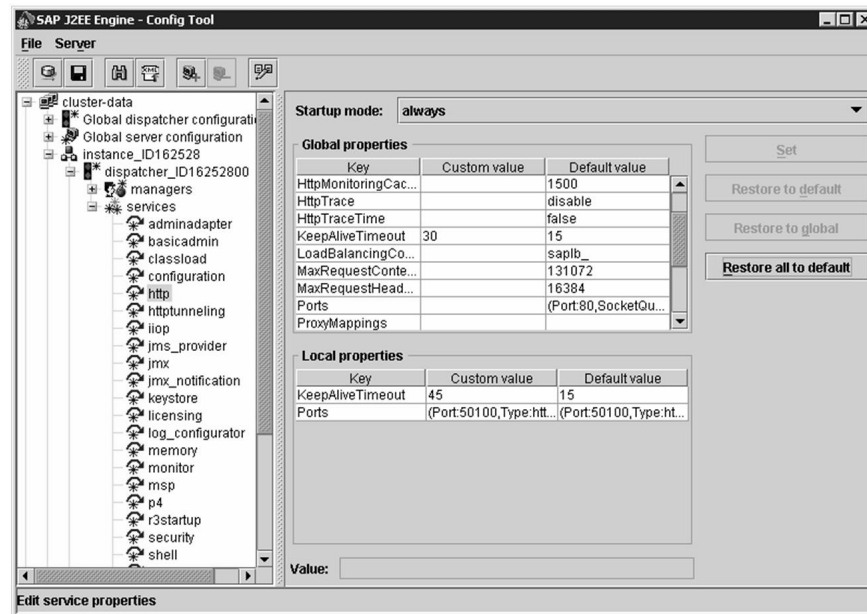 SAP J2EE Engine - Config Tool
File Server
cluster-data
Global dispatcher configurati
Global server configuration
instance_ID162528
dispatcher_ID16252800
managers
services
adminadapter
basicadmin
classload
configuration
http
httptunneling
iiop
jms_provider
jmx
jmx_notification
keystore
licensing
log_configurator
memory
monitor
msp
p4
r3startup
security
shell
Startup mode: always
Global properties
Key Custom value Default value
HttpMonitoringCac... 1500
HttpTrace disable
HttpTraceTime false
KeepAliveTimeout 30 15
LoadBalancingCo... saplb_
MaxRequestConte... 131072
MaxRequestHead... 16384
Ports (Port:80,SocketQu...
ProxyMappings
Local properties
Key Custom value Default value
KeepAliveTimeout 45 15
Ports (Port:50100,Type:htt... (Port:50100,Type:ht...
Value:
Set
Restore to default
Restore to global
Restore all to default
Edit service properties